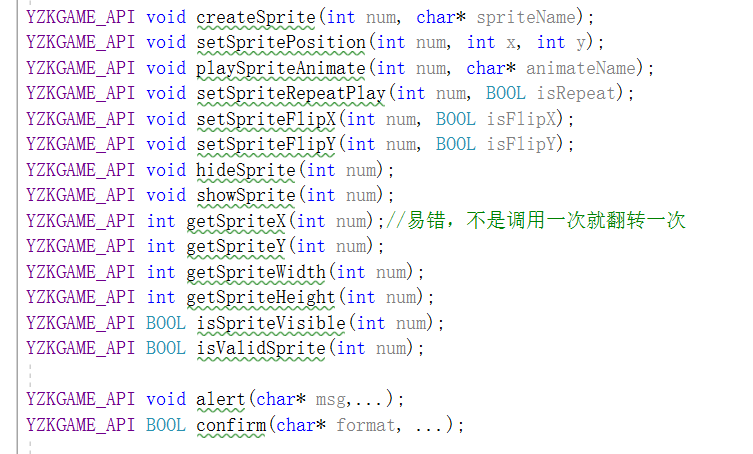 YZKGAME_API void createSprite(int num, char* spriteName);
YZKGAME_API void setSpritePosition(int num, int x, int y);
YZKGAME_API void playSpriteAnimate(int num, char* animateName);
YZKGAME_API void setSpriteRepeatPlay(int num, BOOL isRepeat);
YZKGAME_API void setSpriteFlipX(int num, BOOL isFlipX);
YZKGAME_API void setSpriteFlipY(int num, BOOL isFlipY);
YZKGAME_API void hideSprite(int num);
YZKGAME_API void showSprite(int num);
YZKGAME_API int getSpriteX(int num);//易错，不是调用一次就翻转一次
YZKGAME_API int getSpriteY(int num);
YZKGAME_API int getSpriteWidth(int num);
YZKGAME_API int getSpriteHeight(int num);
YZKGAME_API BOOL isSpriteVisible(int num);
YZKGAME_API BOOL isValidSprite(int num);
YZKGAME_API void alert(char* msg,...);
YZKGAME_API BOOL confirm(char* format, ...);